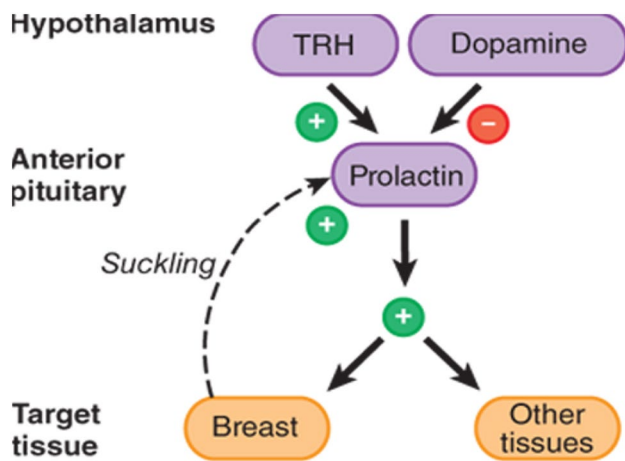 Hypothalamus
TRH
Dopamine
+
−
Anterior
pituitary
Prolactin
+
Suckling
+
Target
tissue
Breast
Other
tissues